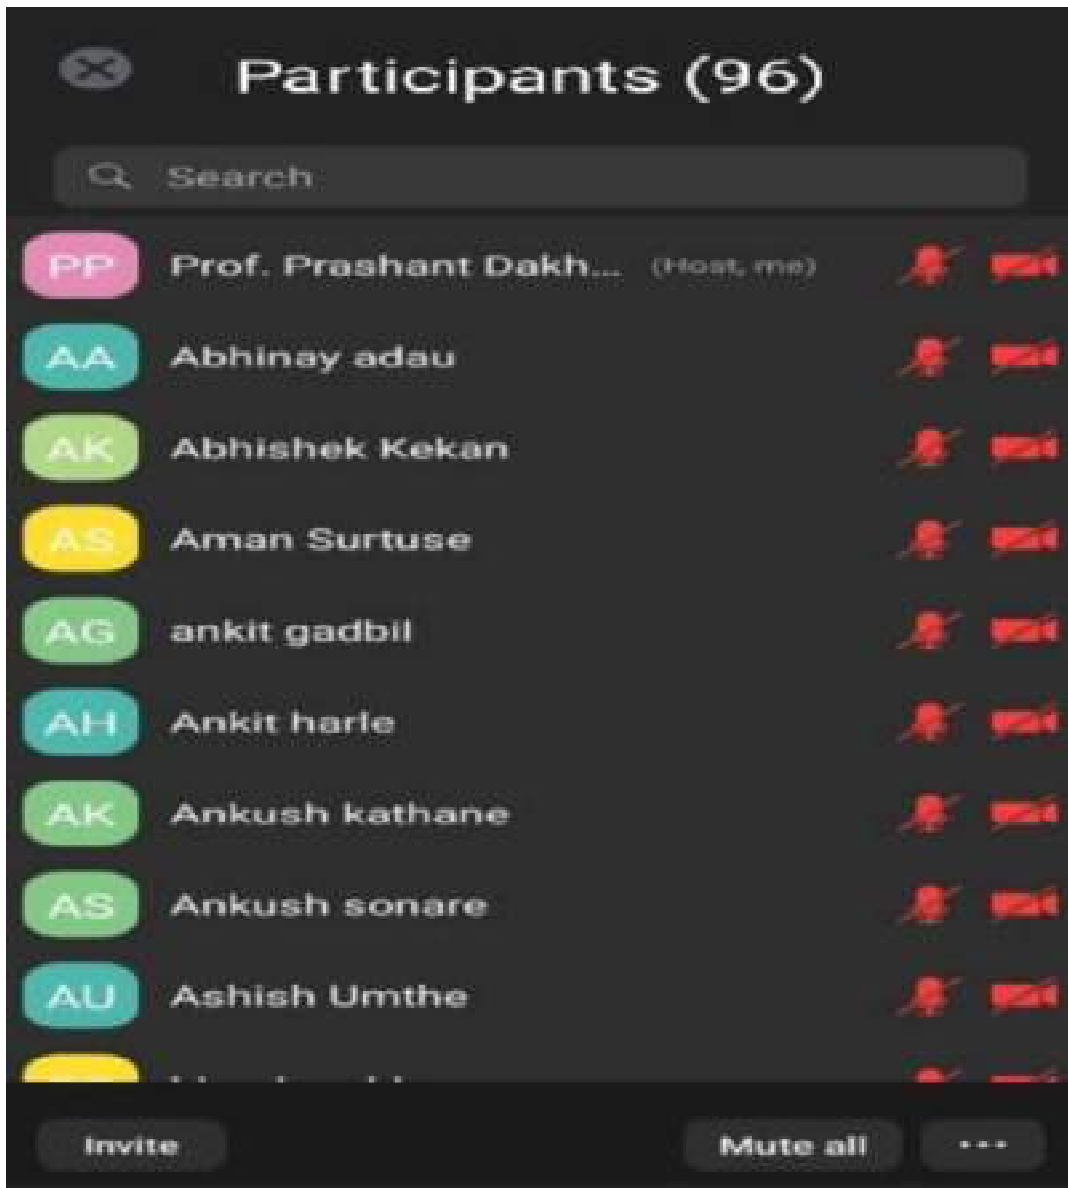 Participants (96)
Search
PP Prof. Prashant Dakh... (Host, me)
AA Abhinay adau
AK Abhishek Kekan
AS Aman Surtuse
AG ankit gadbil
AH Ankit harle
AK Ankush kathane
AS Ankush sonare
AU Ashish Umthe
Invite Mute all ...